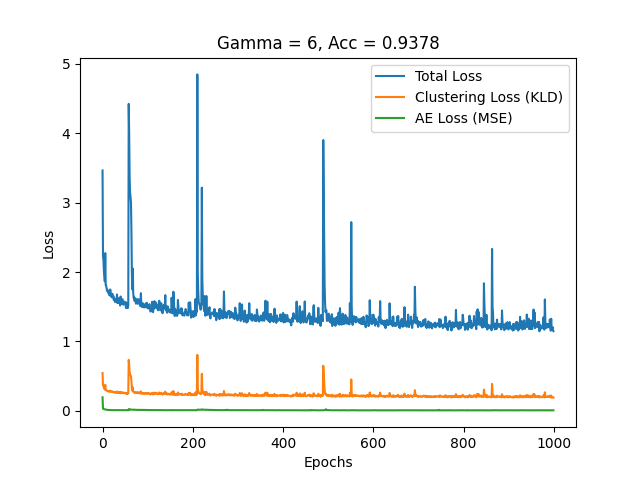 Gamma = 6, Acc = 0.9378
Total Loss
Clustering Loss (KLD)
AE Loss (MSE)
5
4
3
2
1
0
Loss
0 200 400 600 800 1000
Epochs